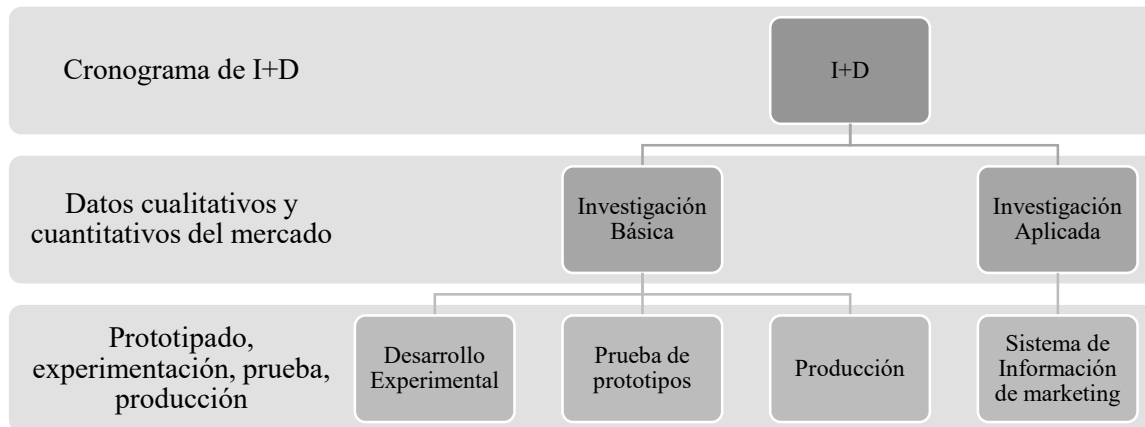 Cronograma de I+D
I+D
Datos cualitativos y
cuantitativos del mercado
Investigación
Básica
Investigación
Aplicada
Prototipado,
experimentación, prueba,
producción
Desarrollo
Experimental
Prueba de
prototipos
Producción
Sistema de
Información
de marketing